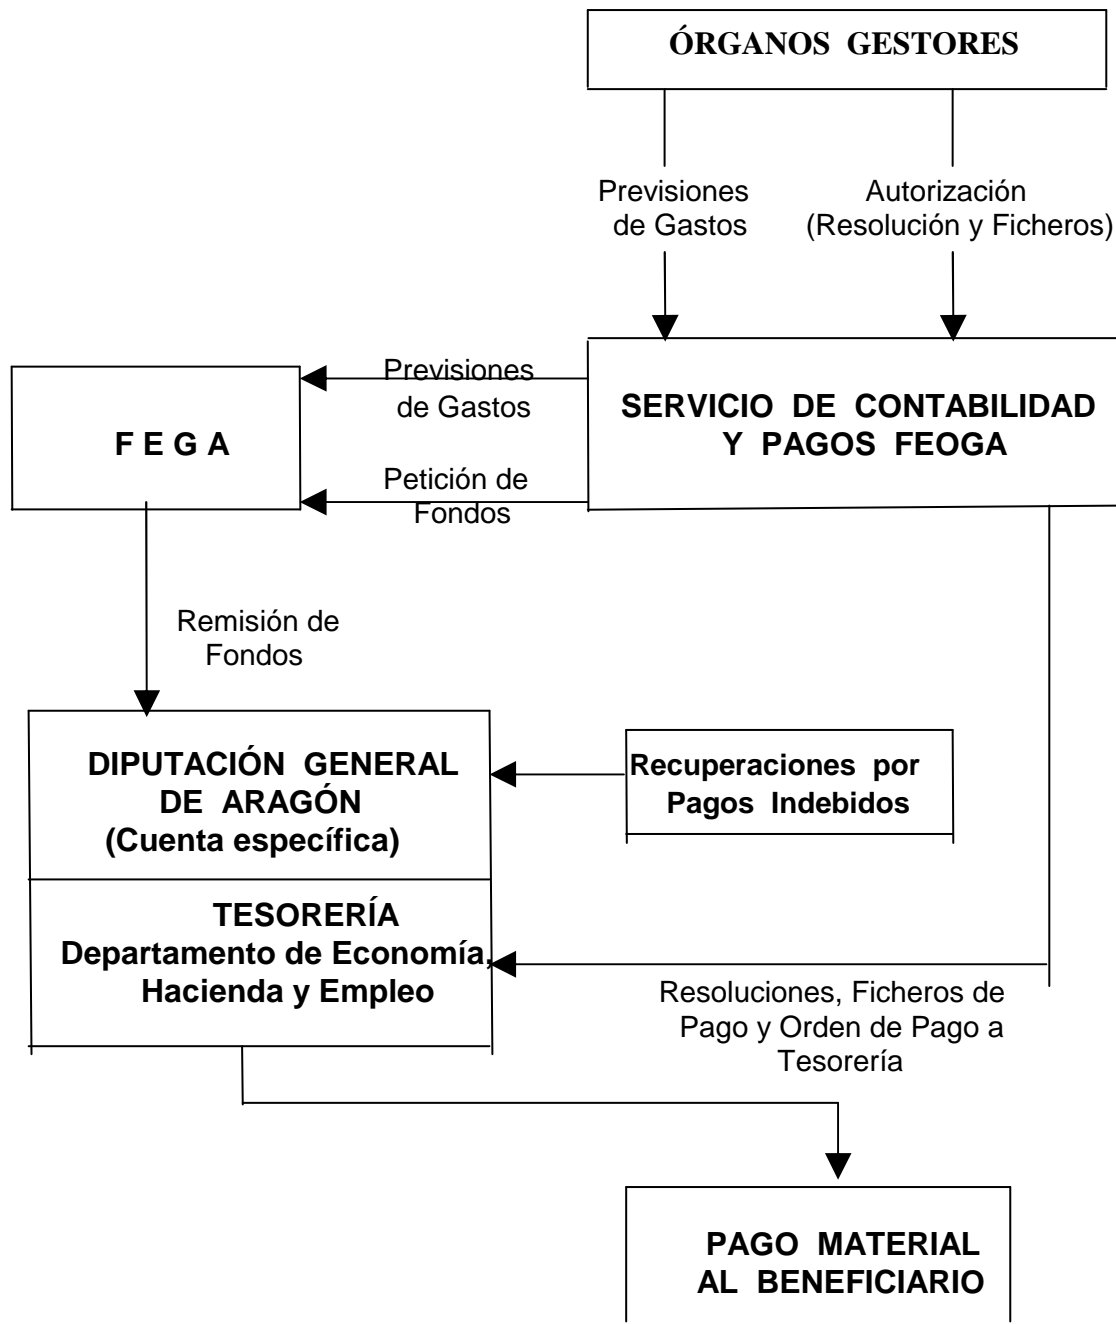 ÓRGANOS GESTORES
Previsiones
de Gastos
Autorización
(Resolución y Ficheros)
Previsiones
de Gastos
SERVICIO DE CONTABILIDAD
Y PAGOS FEOGA
F E G A
Petición de
Fondos
Remisión de
Fondos
DIPUTACIÓN GENERAL
DE ARAGÓN
(Cuenta específica)
Recuperaciones por
Pagos Indebidos
TESORERÍA
Departamento de Economía,
Hacienda y Empleo
Resoluciones, Ficheros de
Pago y Orden de Pago a
Tesorería
PAGO MATERIAL
AL BENEFICIARIO